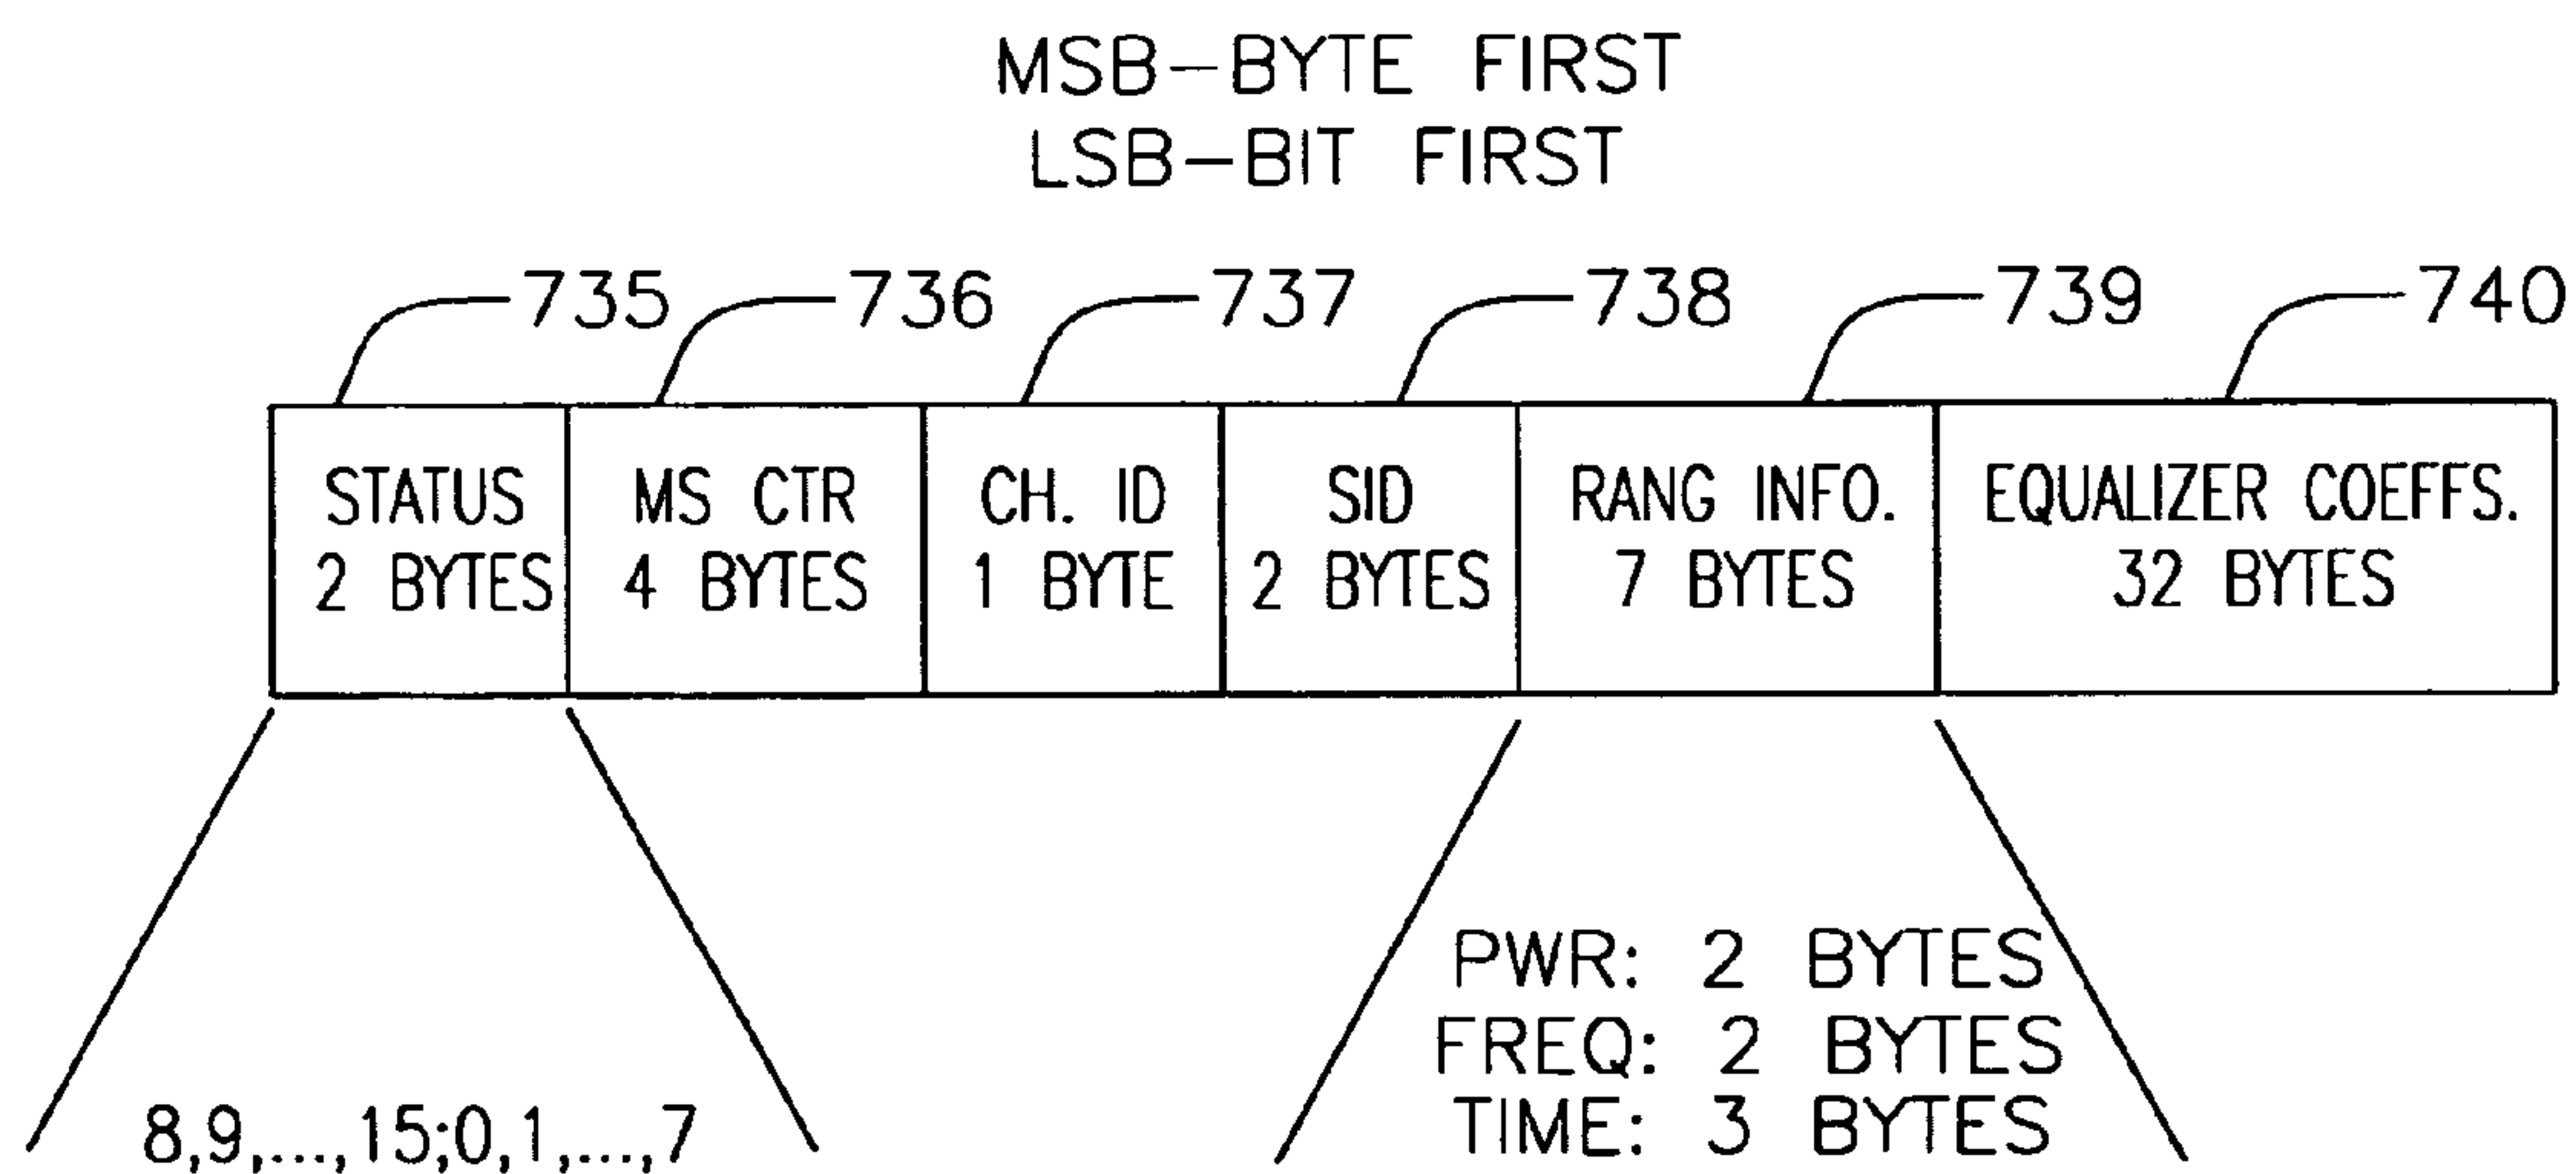 MSB-BYTE FIRST
LSB-BIT FIRST
735 736 737 738 739 740
STATUS MS CTR CH. ID SID RANG INFO. EQUALIZER COEFFS.
2 BYTES 4 BYTES 1 BYTE 2 BYTES 7 BYTES 32 BYTES
PWR: 2 BYTES
FREQ: 2 BYTES
8,9,...,15;0,1,...,7 TIME: 3 BYTES